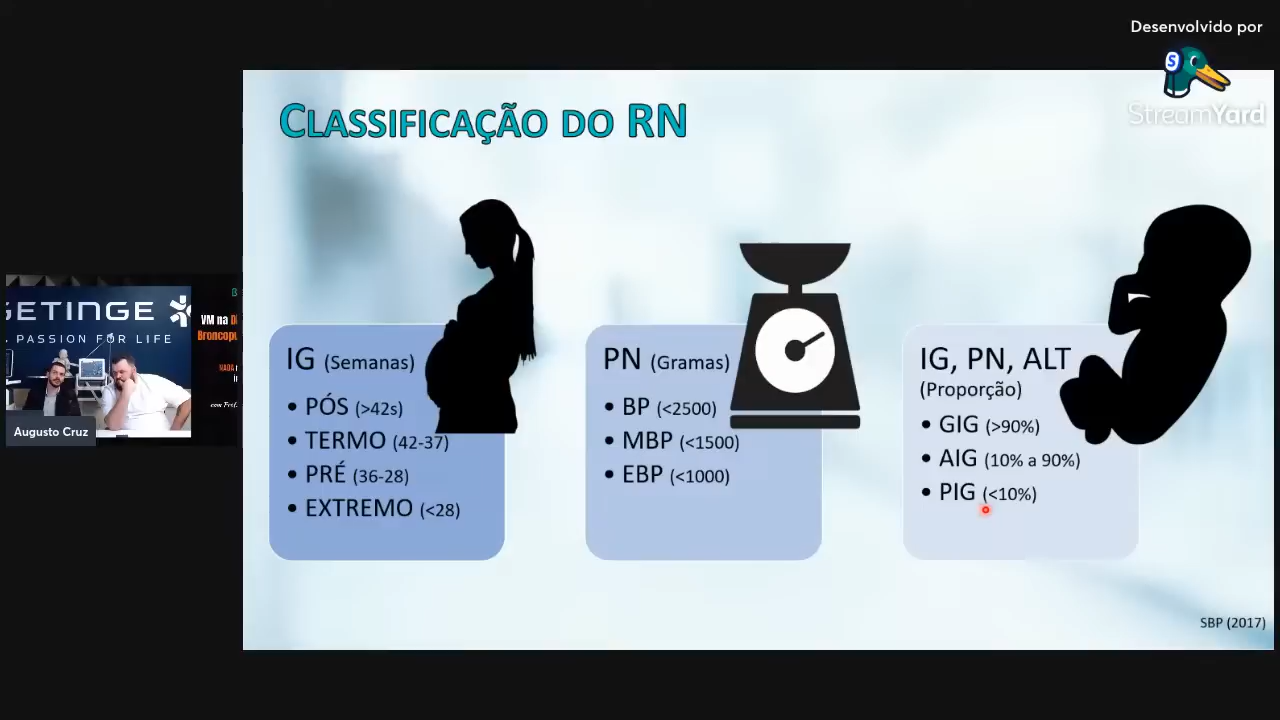 Desenvolvido por
StreamYard
CLASSIFICAÇÃO DO RN
IG (Semanas)
• PÓS (>42s)
• TERMO (42-37)
• PRÉ (36-28)
• EXTREMO (<28)
PN (Gramas)
• BP (<2500)
• MBP (<1500)
• EBP (<1000)
IG, PN, ALT
(Proporção)
• GIG (>90%)
• AIG (10% a 90%)
• PIG (<10%)
SBP (2017)
GETINGE
PASSION FOR LIFE
Augusto Cruz
VM na
Broncopu